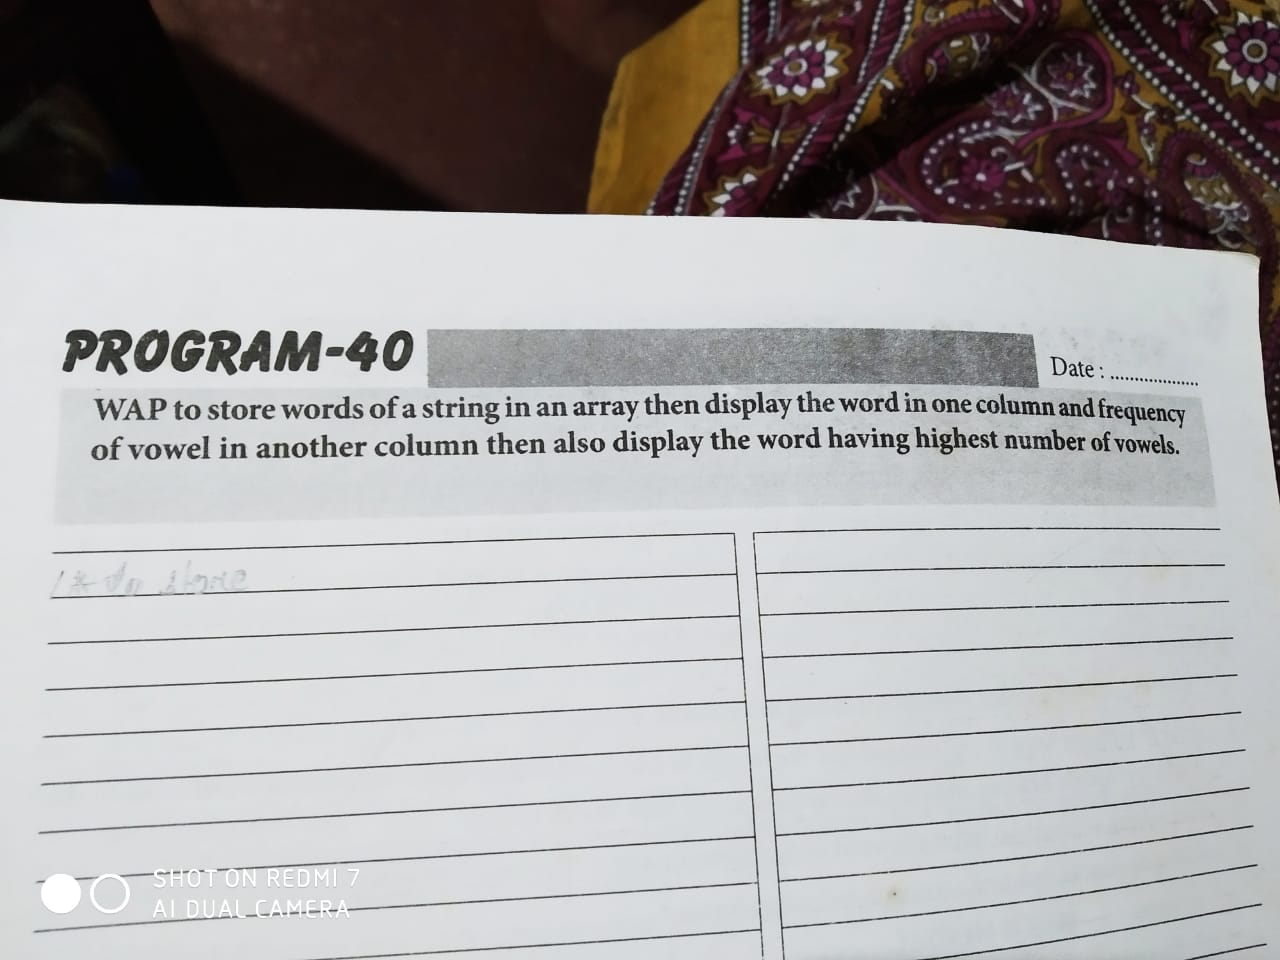 PROGRAM-40
Date : ..................
WAP to store words of a string in an array then display the word in one column and frequency
of vowel in another column then also display the word having highest number of vowels.
/* to store
SHOT ON REDMI 7
AI DUAL CAMERA